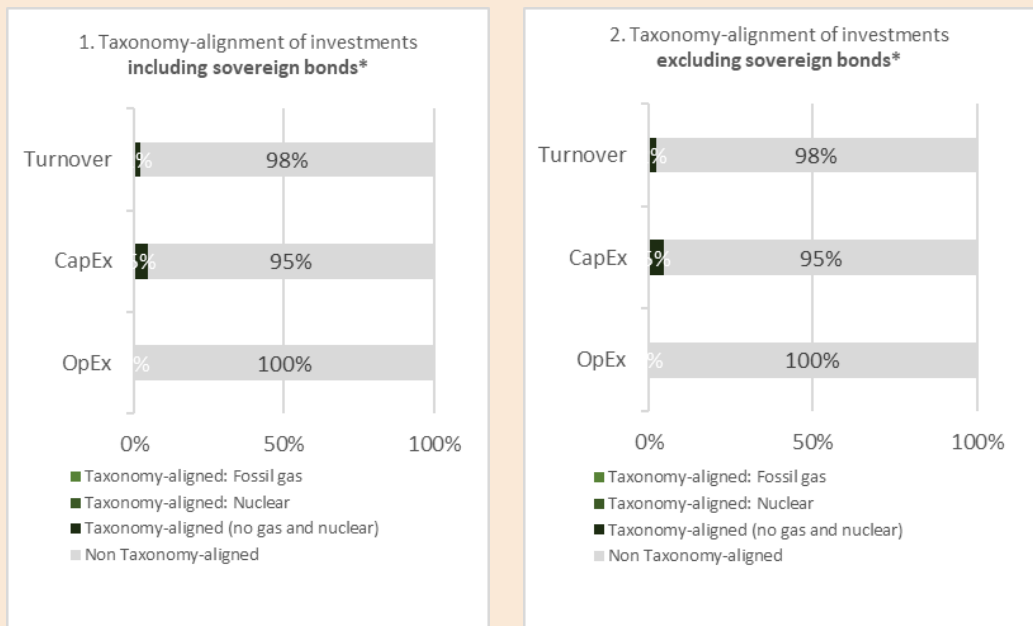 1. Taxonomy-alignment of investments
including sovereign bonds*
Turnover
%
98%
CapEx
5%
95%
OpEx
%
100%
0%
50%
100%
Taxonomy-aligned: Fossil gas
Taxonomy-aligned: Nuclear
Taxonomy-aligned (no gas and nuclear)
Non Taxonomy-aligned
2. Taxonomy-alignment of investments
excluding sovereign bonds*
Turnover
%
98%
CapEx
5%
95%
OpEx
%
100%
0%
50%
100%
Taxonomy-aligned: Fossil gas
Taxonomy-aligned: Nuclear
Taxonomy-aligned (no gas and nuclear)
Non Taxonomy-aligned